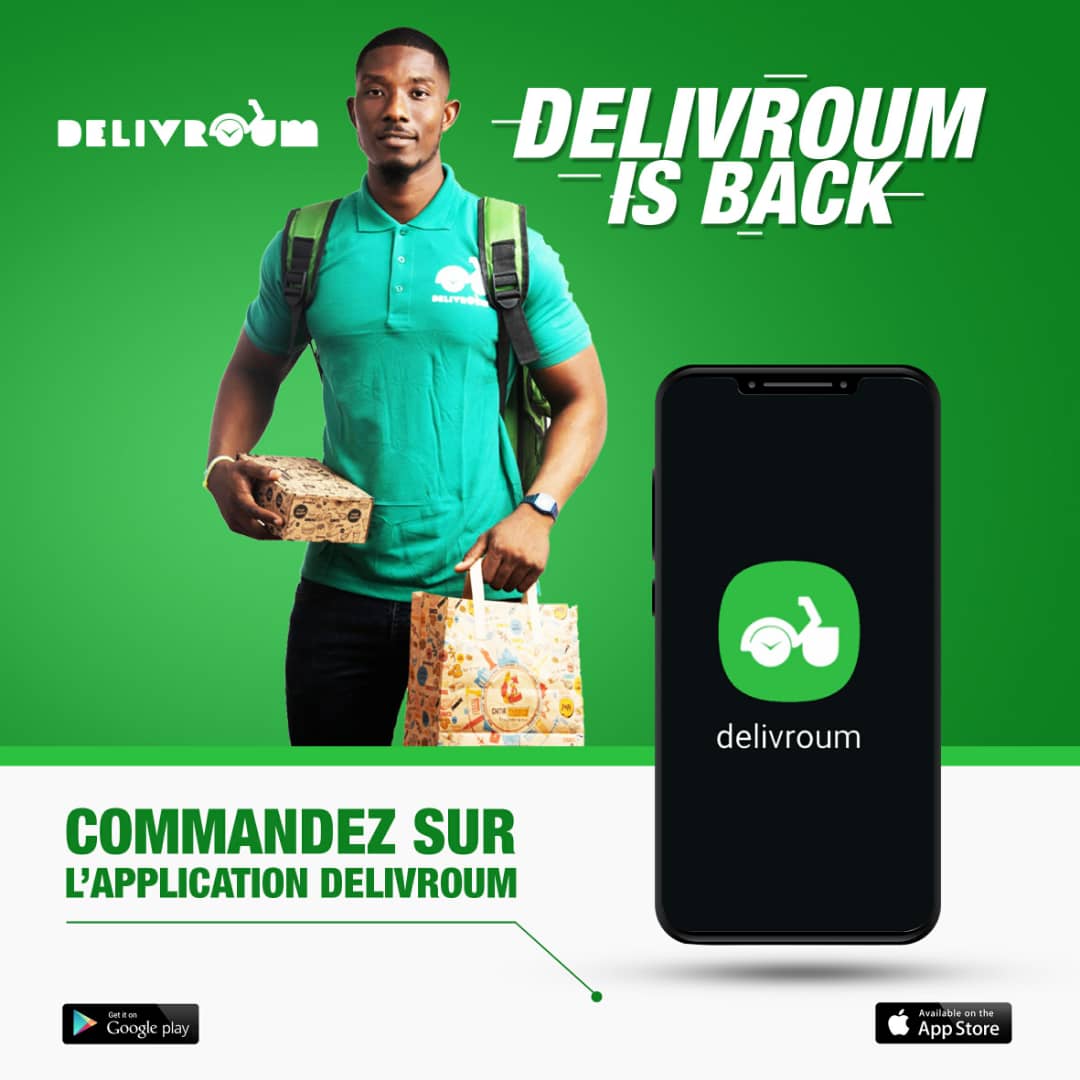 DELIVROUM
DELIVROUM
IS BACK
DELIVROUM
delivroum
COMMANDEZ SUR
L'APPLICATION DELIVROUM
Get it on
Google play
Available on the
App Store